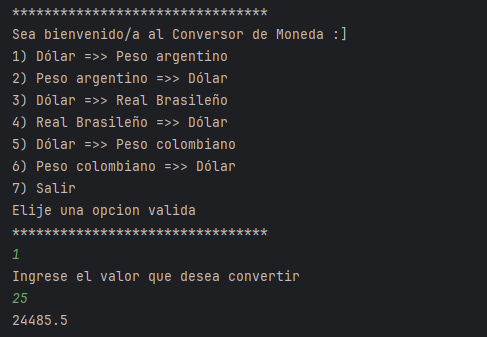 ********************************
Sea bienvenido/a al Conversor de Moneda :]
1) Dólar =>> Peso argentino
2) Peso argentino =>> Dólar
3) Dólar =>> Real Brasileño
4) Real Brasileño =>> Dólar
5) Dólar =>> Peso colombiano
6) Peso colombiano =>> Dólar
7) Salir
Elije una opcion valida
********************************
1
Ingrese el valor que desea convertir
25
24485.5